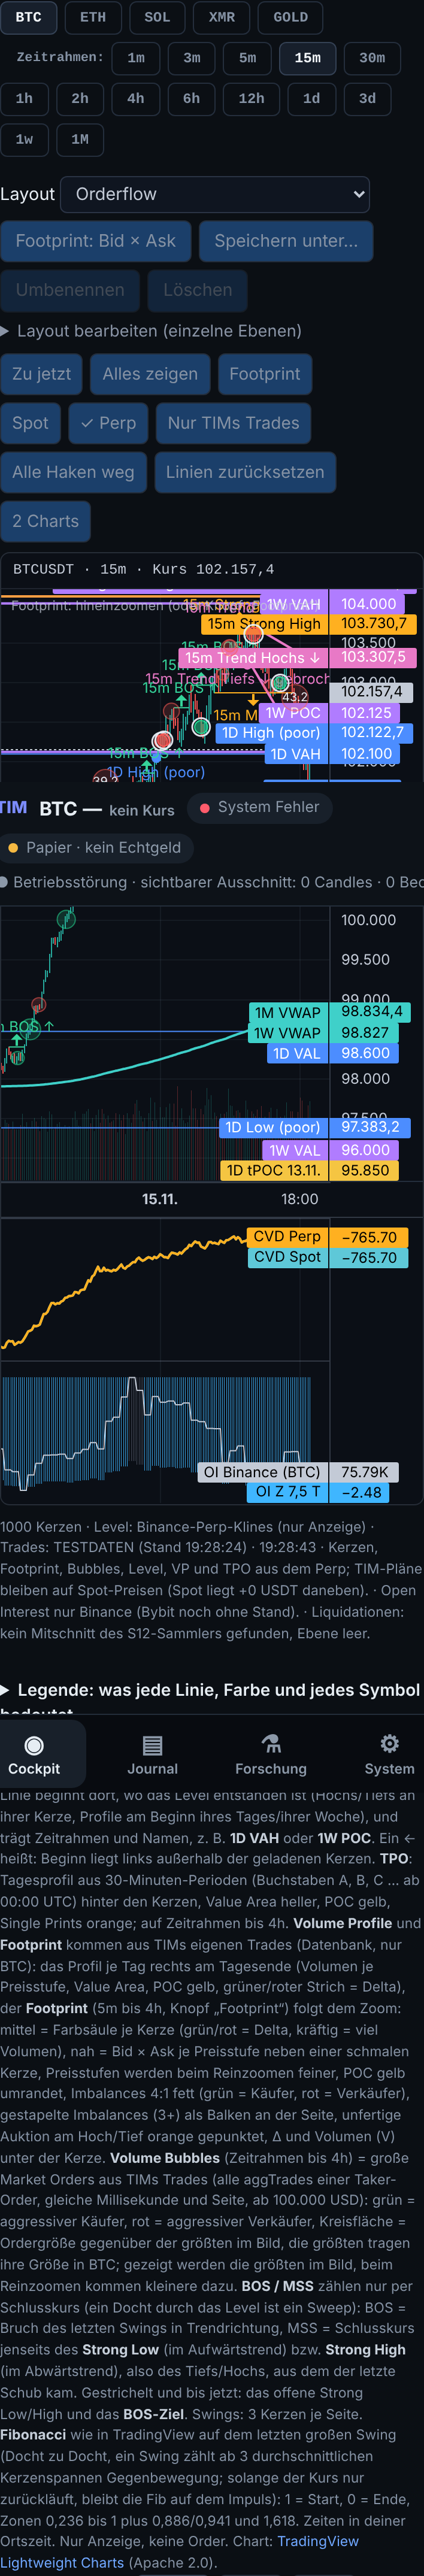 BTC ETH SOL XMR GOLD
Zeitrahmen: 1m 3m 5m 15m 30m
1h 2h 4h 6h 12h 1d 3d
1w 1M
Layout Orderflow
Footprint: Bid × Ask Speichern unter…
Umbenennen Löschen
▶ Layout bearbeiten (einzelne Ebenen)
Zu jetzt Alles zeigen Footprint
Spot ✓ Perp Nur TIMs Trades
Alle Haken weg Linien zurücksetzen
2 Charts
BTCUSDT · 15m · Kurs 102.157,4
Footprint: hineinzoomen
1W VAH 104.000
15m Strong High 103.730,7
103.500
15m Trend Hochs ↓ 103.307,5
15m BOS
43.2 102.157,4
1W POC 102.125
1D High (poor) 102.122,7
1D VAH 102.100
1D High (poor)
TIM BTC — kein Kurs System Fehler
Papier · kein Echtgeld
Betriebsstörung · sichtbarer Ausschnitt: 0 Candles · 0
100.000
99.500
99.000
BOS ↑
1M VWAP 98.834,4
1W VWAP 98.827
1D VAL 98.600
98.000
97.500
1D Low (poor) 97.383,2
1W VAL 96.000
1D tPOC 13.11. 95.850
15.11. 18:00
CVD Perp −765.70
CVD Spot −765.70
OI Binance (BTC) 75.79K
OI Z 7,5 T −2.48
1000 Kerzen · Level: Binance-Perp-Klines (nur Anzeige) ·
Trades: TESTDATEN (Stand 19:28:24) · 19:28:43 · Kerzen,
Footprint, Bubbles, Level, VP und TPO aus dem Perp; TIM-Pläne
bleiben auf Spot-Preisen (Spot liegt +0 USDT daneben). · Open
Interest nur Binance (Bybit noch ohne Stand). · Liquidationen:
kein Mitschnitt des S12-Sammlers gefunden, Ebene leer.
▶ Legende: was jede Linie, Farbe und jedes Symbol
Cockpit Journal Forschung System
Linie beginnt dort, wo das Level entstanden ist (Hochs/Tiefs an
ihrer Kerze, Profile am Beginn ihres Tages/ihrer Woche), und
trägt Zeitrahmen und Namen, z. B. 1D VAH oder 1W POC. Ein ←
heißt: Beginn liegt links außerhalb der geladenen Kerzen. TPO:
Tagesprofil aus 30-Minuten-Perioden (Buchstaben A, B, C … ab
00:00 UTC) hinter den Kerzen, Value Area heller, POC gelb,
Single Prints orange; auf Zeitrahmen bis 4h. Volume Profile und
Footprint kommen aus TIMs eigenen Trades (Datenbank, nur
BTC): das Profil je Tag rechts am Tagesende (Volumen je
Preisstufe, Value Area, POC gelb, grüner/roter Strich = Delta),
der Footprint (5m bis 4h, Knopf „Footprint“) folgt dem Zoom:
mittel = Farbsäule je Kerze (grün/rot = Delta, kräftig = viel
Volumen), nah = Bid × Ask je Preisstufe neben einer schmalen
Kerze, Preisstufen werden beim Reinzoomen feiner, POC gelb
umrandet, Imbalances 4:1 fett (grün = Käufer, rot = Verkäufer),
gestapelte Imbalances (3+) als Balken an der Seite, unfertige
Auktion am Hoch/Tief orange gepunktet, Δ und Volumen (V)
unter der Kerze. Volume Bubbles (Zeitrahmen bis 4h) = große
Market Orders aus TIMs Trades (alle aggTrades einer Taker-
Order, gleiche Millisekunde und Seite, ab 100.000 USD): grün =
aggressiver Käufer, rot = aggressiver Verkäufer, Kreisfläche =
Ordergröße gegenüber der größten im Bild, die größten tragen
ihre Größe in BTC; gezeigt werden die größten im Bild, beim
Reinzoomen kommen kleinere dazu. BOS / MSS zählen nur per
Schlusskurs (ein Docht durch das Level ist ein Sweep): BOS =
Bruch des letzten Swings in Trendrichtung, MSS = Schlusskurs
jenseits des Strong Low (im Aufwärtstrend) bzw. Strong High
(im Abwärtstrend), also des Tiefs/Hochs, aus dem der letzte
Schub kam. Gestrichelt und bis jetzt: das offene Strong
Low/High und das BOS-Ziel. Swings: 3 Kerzen je Seite.
Fibonacci wie in TradingView auf dem letzten großen Swing
(Docht zu Docht, ein Swing zählt ab 3 durchschnittlichen
Kerzenspannen Gegenbewegung; solange der Kurs nur
zurückläuft, bleibt die Fib auf dem Impuls): 1 = Start, 0 = Ende,
Zonen 0,236 bis 1 plus 0,886/0,941 und 1,618. Zeiten in deiner
Ortszeit. Nur Anzeige, keine Order. Chart: TradingView
Lightweight Charts (Apache 2.0).